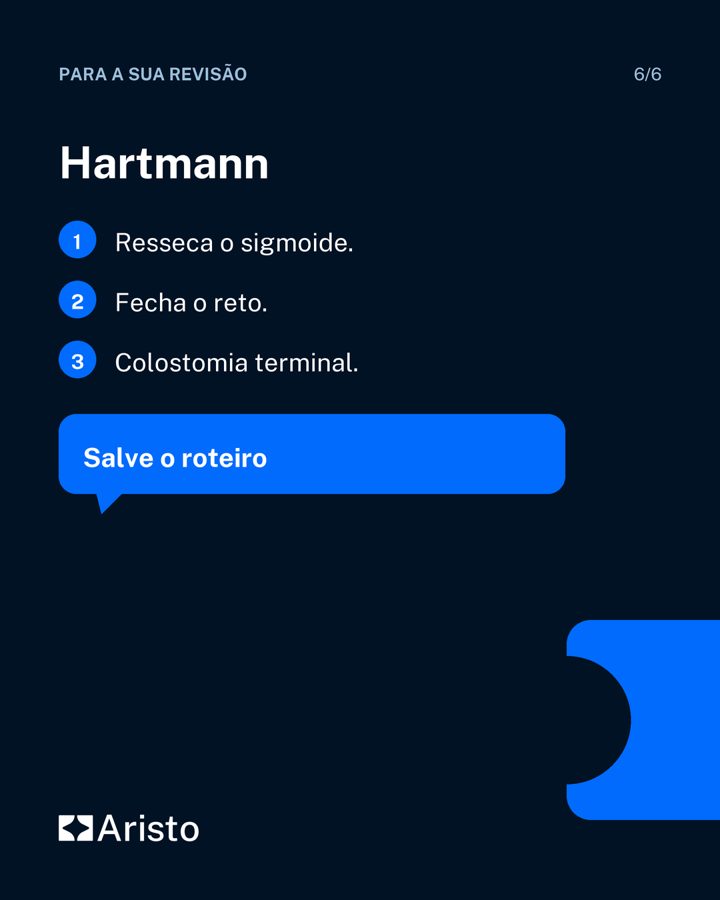 PARA A SUA REVISÃO
6/6
Hartmann
1 Resseca o sigmoide.
2 Fecha o reto.
3 Colostomia terminal.
Salve o roteiro
Aristo